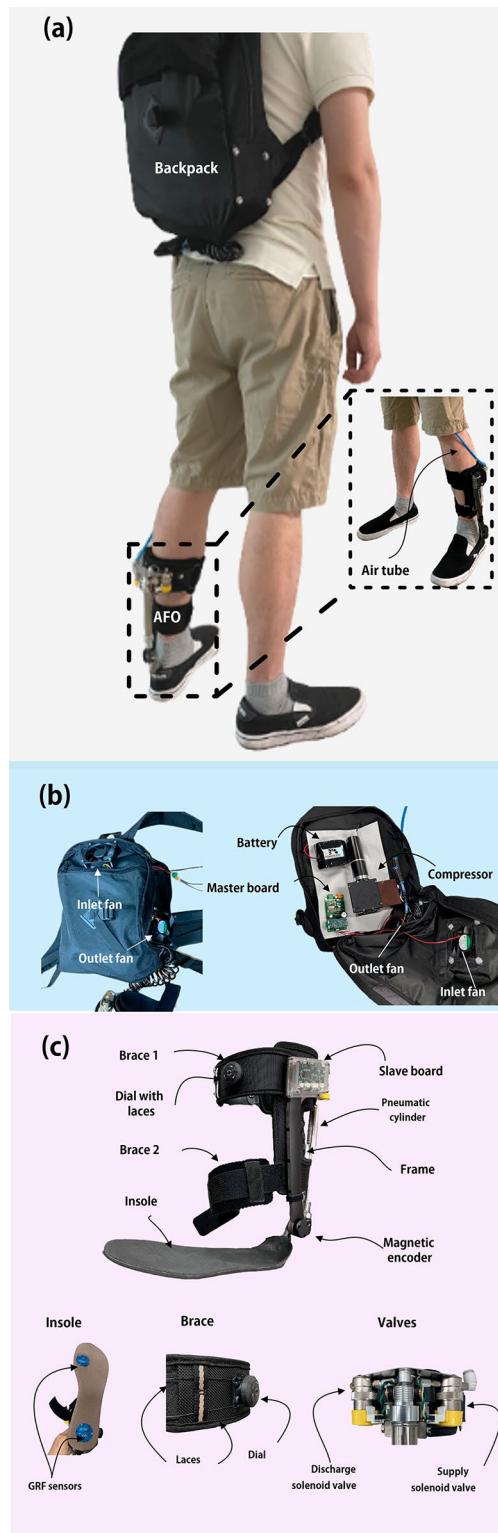 (a)
Backpack
Air tube
AFO
(b)
Battery
Compressor
Master board
Inlet fan
Outlet fan
Outlet fan
Inlet fan
(c)
Brace 1
Slave board
Dial with
laces
Pneumatic
cylinder
Brace 2
Frame
Insole
Magnetic
encoder
Insole
Brace
Valves
Laces
Dial
GRF sensors
Discharge
solenoid valve
Supply
solenoid valve